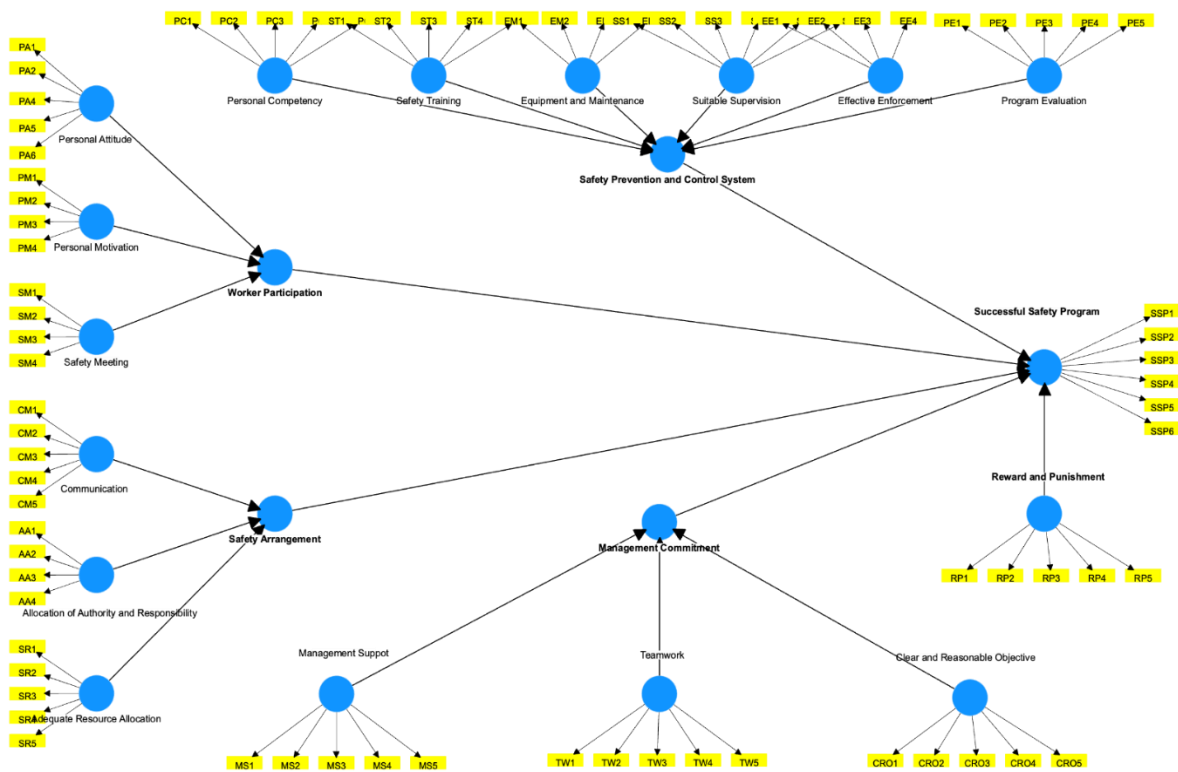 PC1
PC2
PC3
ST1
ST2
ST3
ST4
EM1
EM2
SS1
SS2
SS3
EE1
EE2
EE3
EE4
PE1
PE2
PE3
PE4
PE5
Personal Competency
Safety Training
Equipment and Maintenance
Suitable Supervision
Effective Enforcement
Program Evaluation
PA1
PA2
PA4
PA5
PA6
Personal Attitude
Safety Prevention and Control System
PM1
PM2
PM3
PM4
Personal Motivation
Worker Participation
SM1
SM2
SM3
SM4
Safety Meeting
Successful Safety Program
SSP1
SSP2
SSP3
SSP4
SSP5
SSP6
CM1
CM2
CM3
CM4
CM5
Communication
Safety Arrangement
AA1
AA2
AA3
AA4
Allocation of Authority and Responsibility
Management Commitment
Reward and Punishment
RP1
RP2
RP3
RP4
RP5
SR1
SR2
SR3
SR4
SR5
Adequate Resource Allocation
Management Suppot
Teamwork
Clear and Reasonable Objective
MS1
MS2
MS3
MS4
MS5
TW1
TW2
TW3
TW4
TW5
CRO1
CRO2
CRO3
CRO4
CRO5